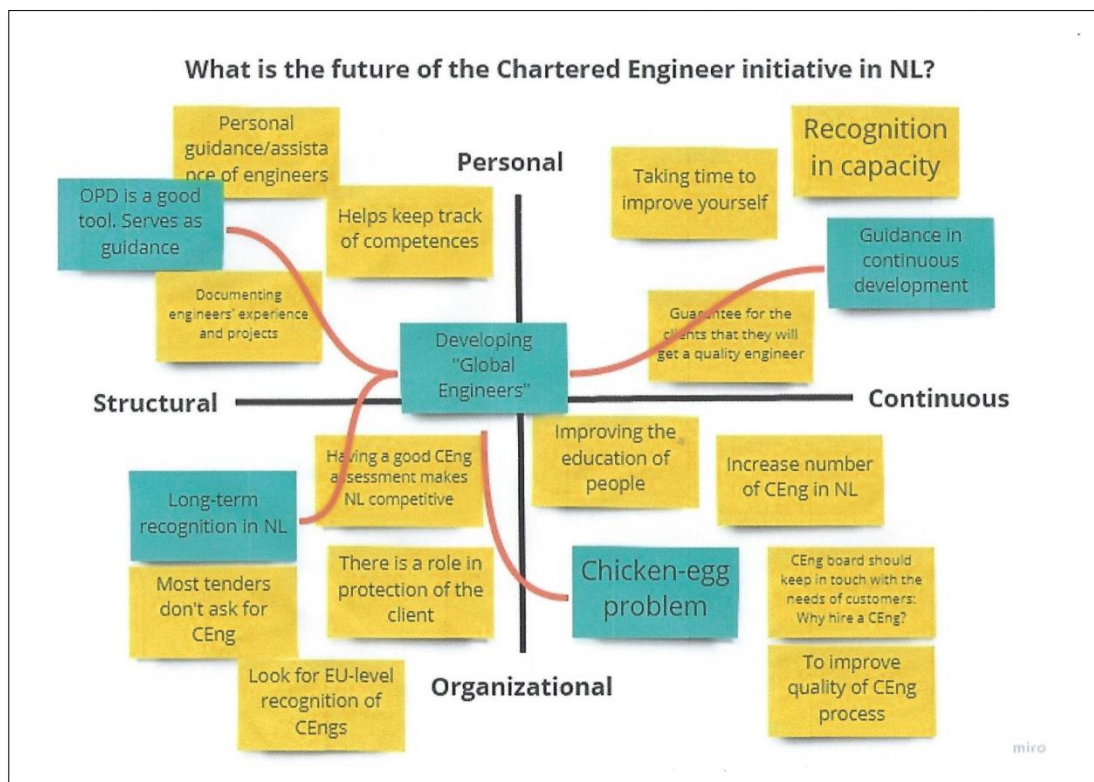 What is the future of the Chartered Engineer initiative in NL?
Personal
guidance/assista
nce of engineers
OPD is a good
tool. Serves as
guidance
Helps keep track
of competences
Documenting
engineers' experience
and projects
Personal
Taking time to
improve yourself
Recognition
in capacity
Guidance in
continuous
development
Guarantee for the
clients that they will
get a quality engineer
Developing
"Global
Engineers"
Structural
Continuous
Having a good CEng
assessment makes
NL competitive
Long-term
recognition in NL
Most tenders
don't ask for
CEng
There is a role in
protection of the
client
Look for EU-level
recognition of
CEngs
Improving the
education of
people
Increase number
of CEng in NL
Chicken-egg
problem
CEng board should
keep in touch with the
needs of customers:
Why hire a CEng?
To improve
quality of CEng
process
Organizational
miro